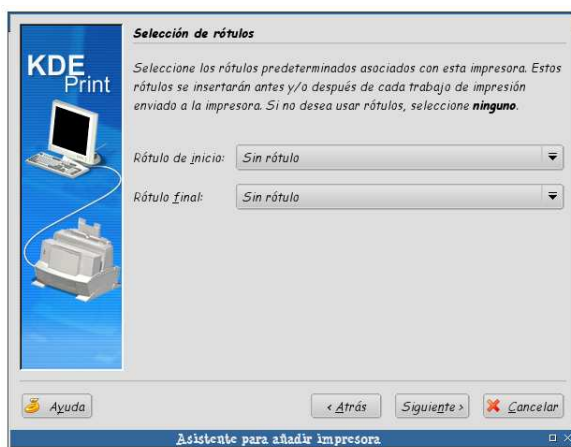 Selección de rótulos
KDE
Print
Seleccione los rótulos predeterminados asociados con esta impresora. Estos
rótulos se insertarán antes y/o después de cada trabajo de impresión
enviado a la impresora. Si no desea usar rótulos, seleccione ninguno.
Rótulo de inicio: Sin rótulo
Rótulo final: Sin rótulo
Ayuda < Atrás Siguiente > Cancelar
Asistente para añadir impresora